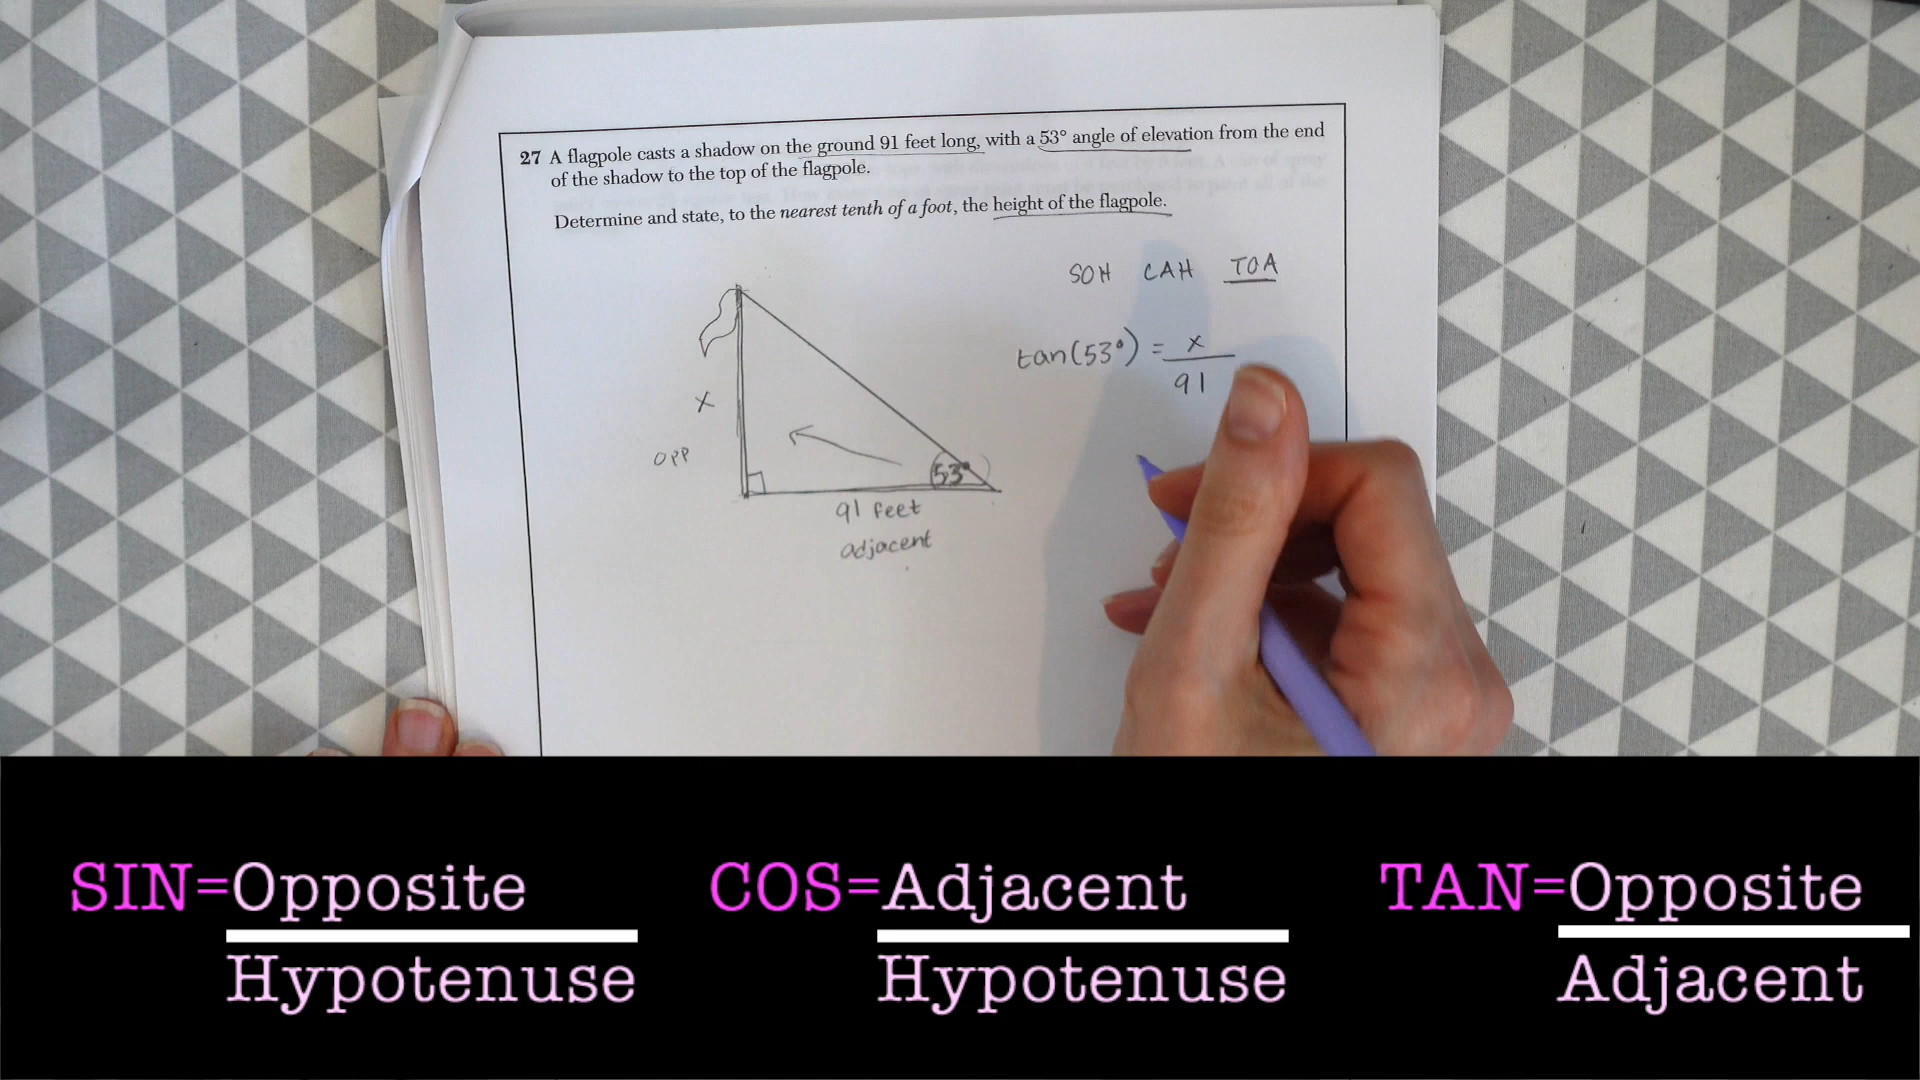 27 A flagpole casts a shadow on the ground 91 feet long, with a 53° angle of elevation from the end
of the shadow to the top of the flagpole.
Determine and state, to the nearest tenth of a foot, the height of the flagpole.
SOH CAH TOA
tan(53°) = x
91
x
OPP
53°
91 feet
adjacent
SIN=Opposite
Hypotenuse
COS=Adjacent
Hypotenuse
TAN=Opposite
Adjacent